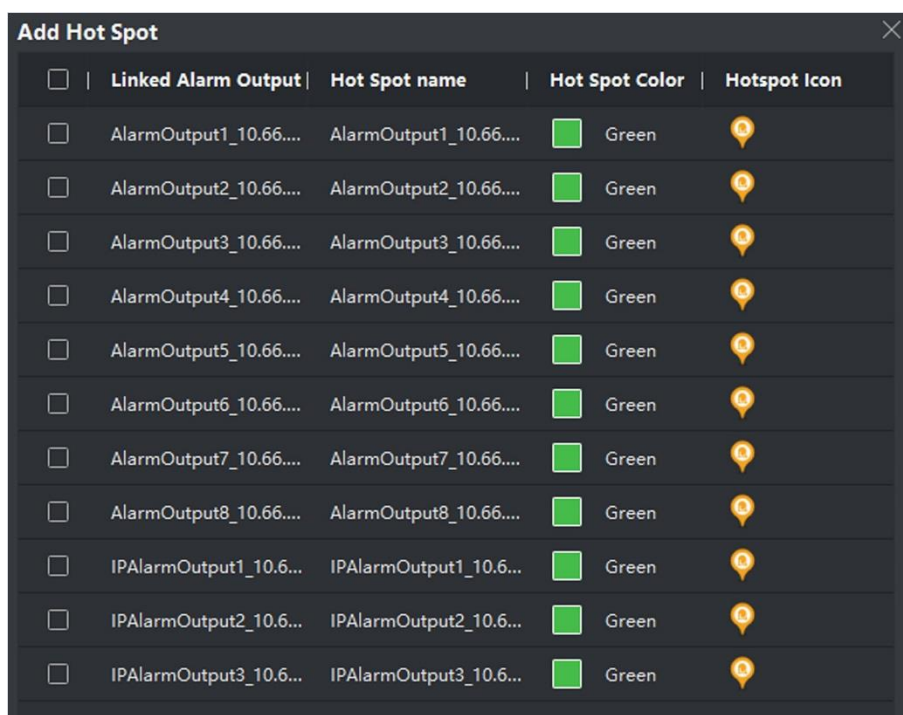 Add Hot Spot
Linked Alarm Output | Hot Spot name | Hot Spot Color | Hotspot Icon
AlarmOutput1_10.66.... AlarmOutput1_10.66.... Green
AlarmOutput2_10.66.... AlarmOutput2_10.66.... Green
AlarmOutput3_10.66.... AlarmOutput3_10.66.... Green
AlarmOutput4_10.66.... AlarmOutput4_10.66.... Green
AlarmOutput5_10.66.... AlarmOutput5_10.66.... Green
AlarmOutput6_10.66.... AlarmOutput6_10.66.... Green
AlarmOutput7_10.66.... AlarmOutput7_10.66.... Green
AlarmOutput8_10.66.... AlarmOutput8_10.66.... Green
IPAlarmOutput1_10.6... IPAlarmOutput1_10.6... Green
IPAlarmOutput2_10.6... IPAlarmOutput2_10.6... Green
IPAlarmOutput3_10.6... IPAlarmOutput3_10.6... Green